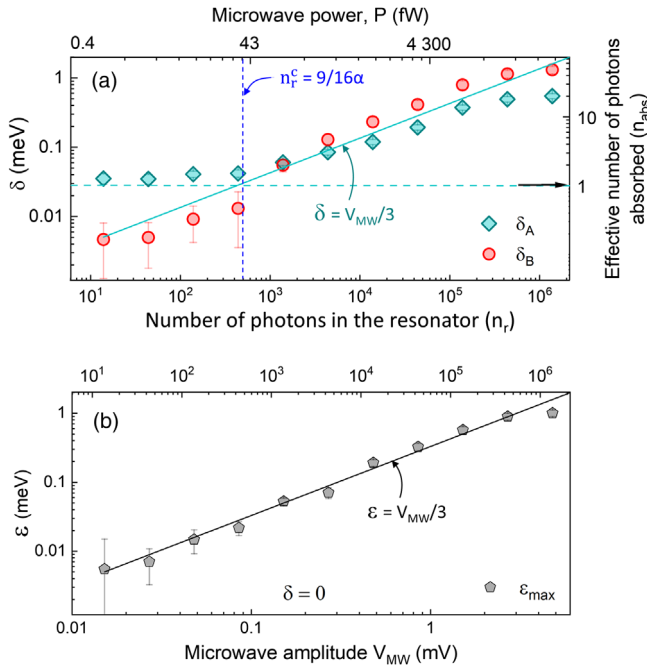 Microwave power, P (fW)
0.4 43 4 300
(a)
n_r^c = 9/16α
1
0.1
0.01
δ (meV)
10
1
Effective number of photons
absorbed (n_abs)
δ = V_MW/3
δ_A
δ_B
10^1 10^2 10^3 10^4 10^5 10^6
Number of photons in the resonator (n_r)
10^1 10^2 10^3 10^4 10^5 10^6
(b)
1
0.1
0.01
ε (meV)
ε = V_MW/3
δ = 0
ε_max
0.01 0.1 1
Microwave amplitude V_MW (mV)